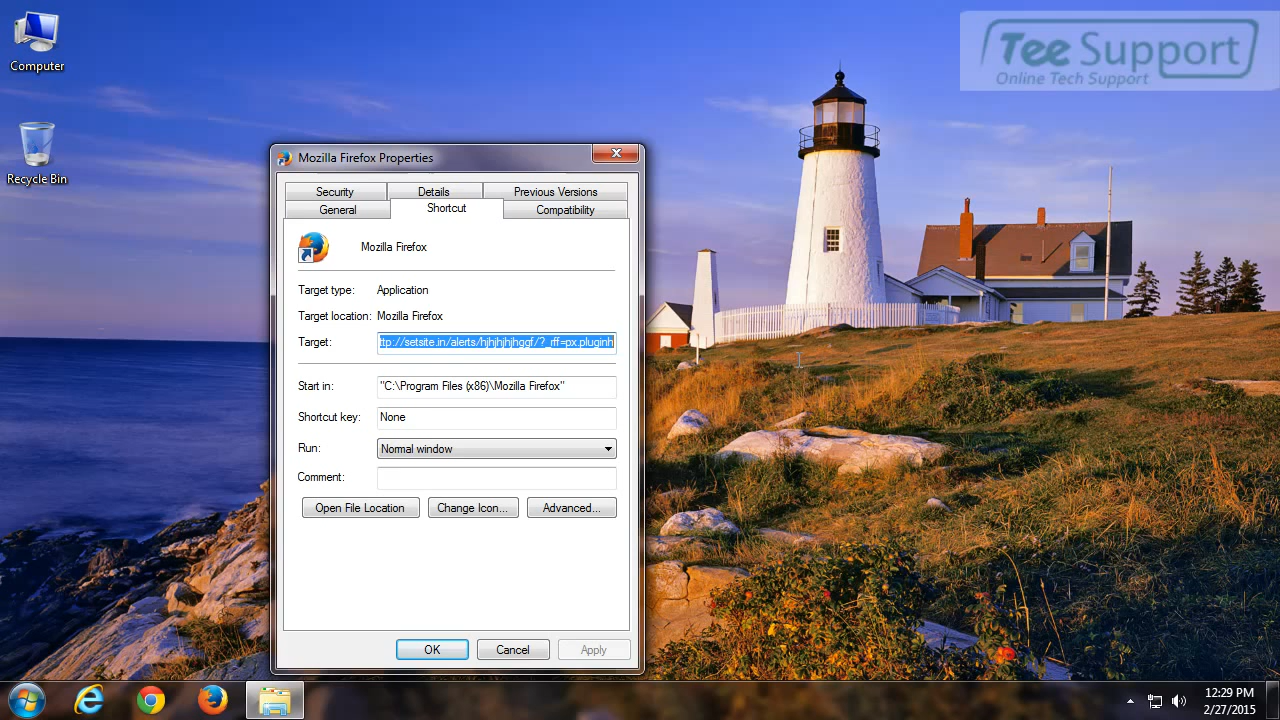 Computer
Recycle Bin
Tee Support
Online Tech Support
Mozilla Firefox Properties
Security Details Previous Versions
General Shortcut Compatibility
Mozilla Firefox
Target type: Application
Target location: Mozilla Firefox
Target: ttp://setsite.in/alerts/hjhjhjhjhggf/?_rff=px.pluginh
Start in: "C:\Program Files (x86)\Mozilla Firefox"
Shortcut key: None
Run: Normal window
Comment:
Open File Location Change Icon... Advanced...
OK Cancel Apply
12:29 PM
2/27/2015